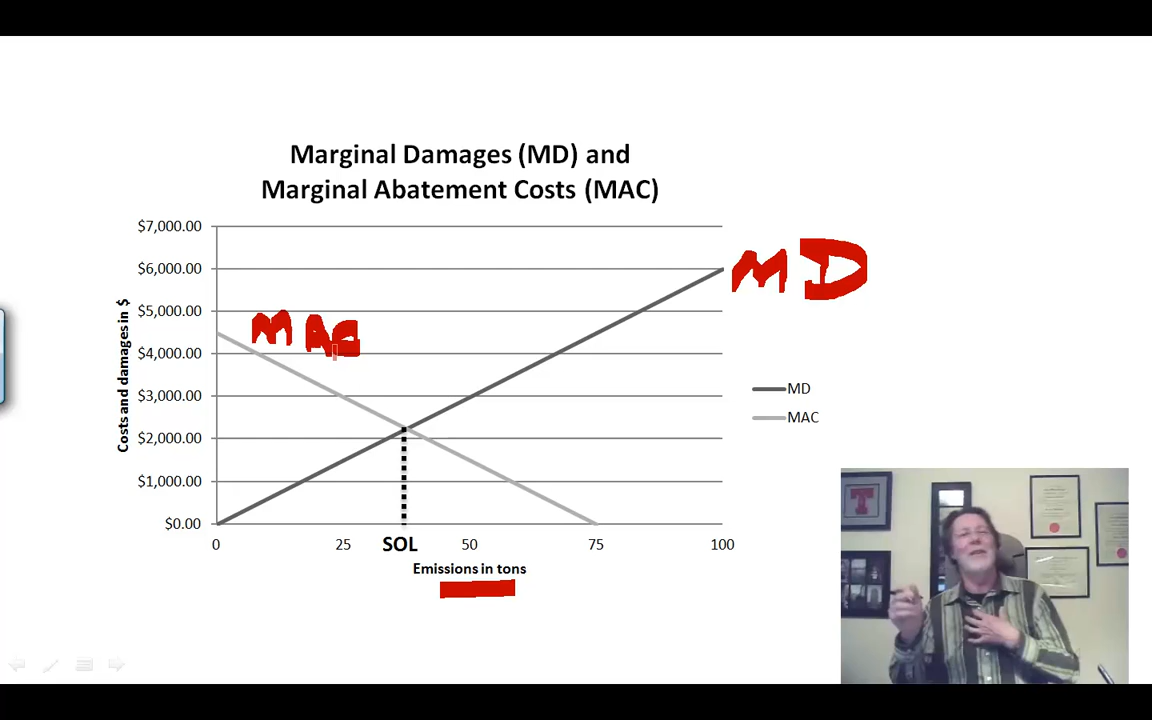 Marginal Damages (MD) and
Marginal Abatement Costs (MAC)
$7,000.00
$6,000.00
$5,000.00
$4,000.00
$3,000.00
$2,000.00
$1,000.00
$0.00
Costs and damages in $
MAC
MD
MD
MAC
0 25 SOL 50 75 100
Emissions in tons
T